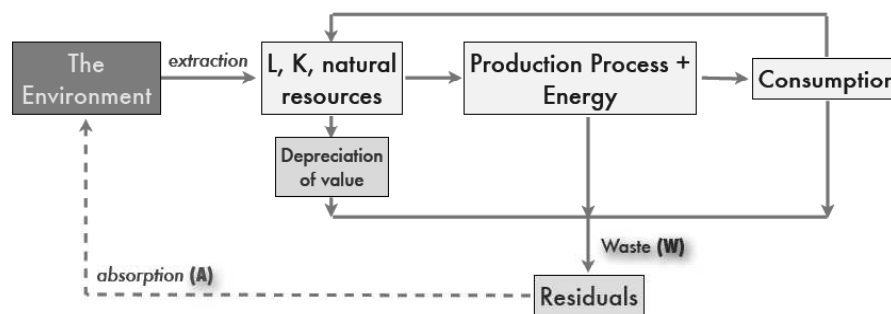 The
Environment
extraction
L, K, natural
resources
Production Process +
Energy
Consumption
Depreciation
of value
Waste (W)
absorption (A)
Residuals